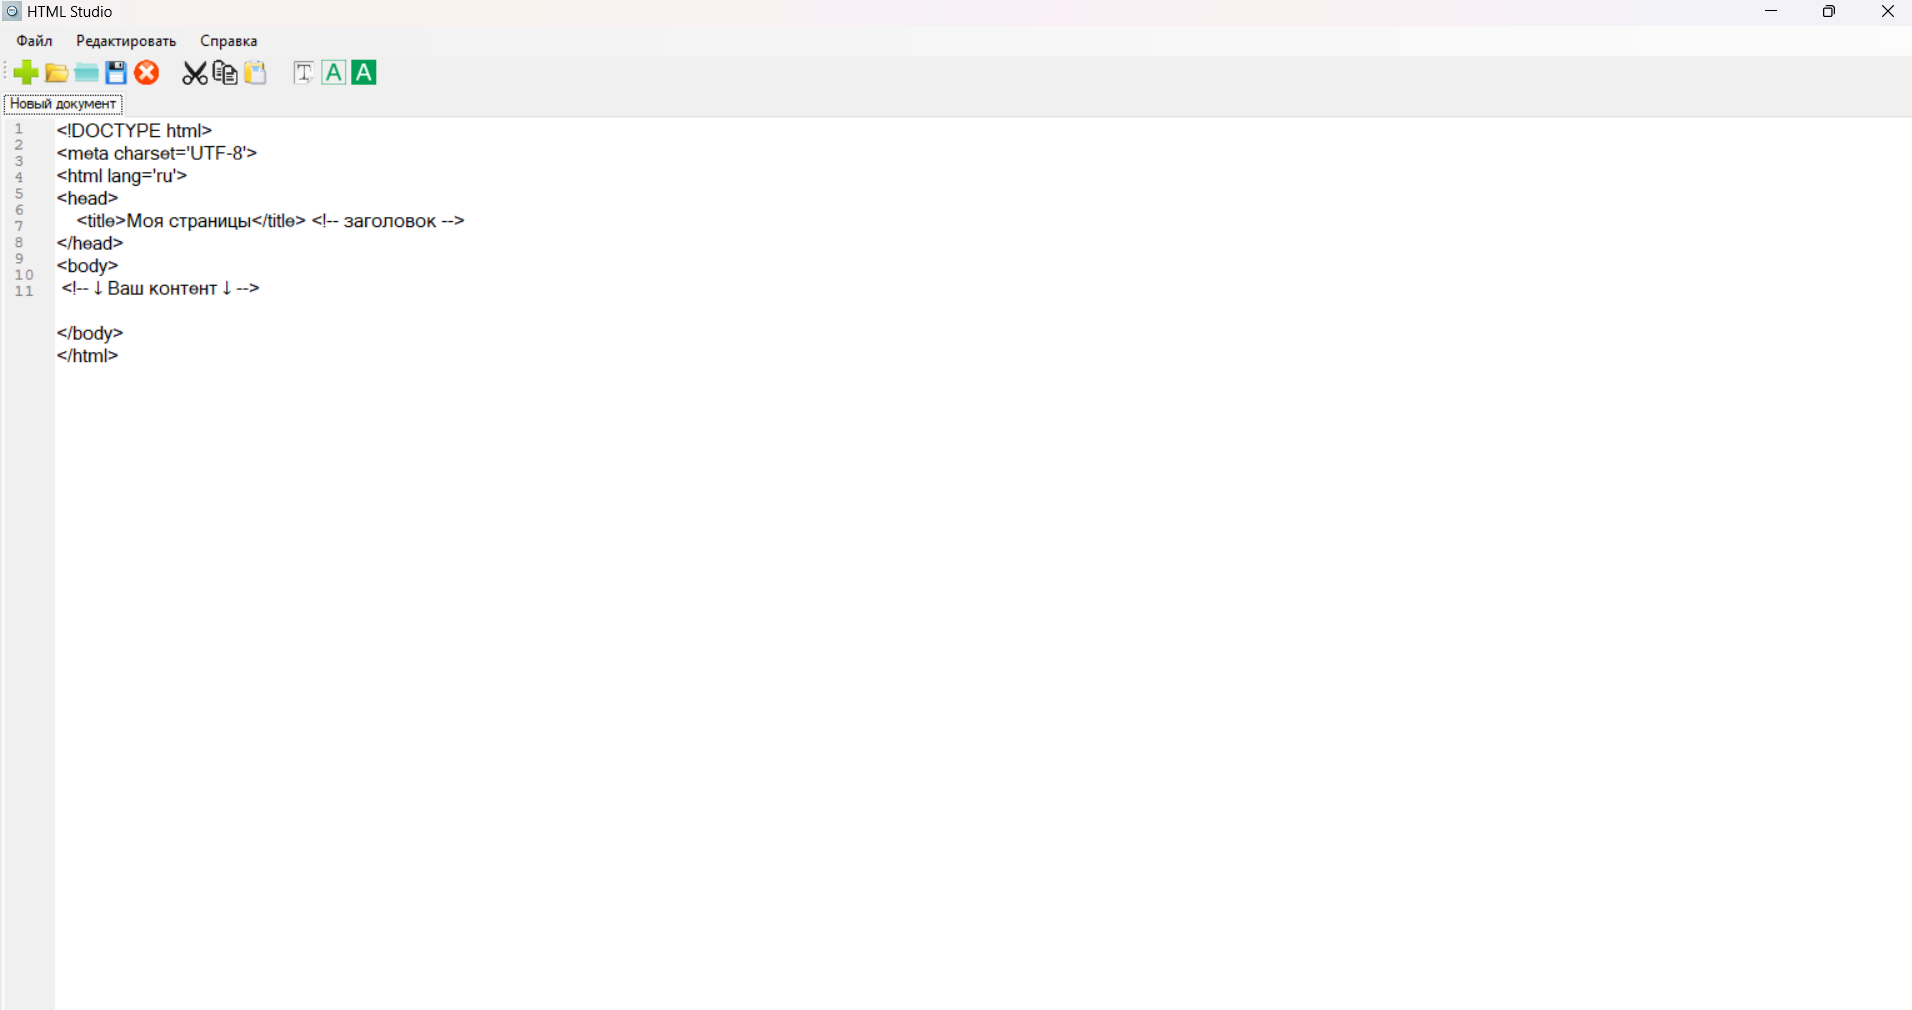 HTML Studio
Файл Редактировать Справка
T A A
Новый документ
1 <!DOCTYPE html>
2 <meta charset='UTF-8'>
3 <html lang='ru'>
4 <head>
5     <title>Моя страницы</title> <!-- заголовок -->
6 </head>
7 <body>
8  <!-- ↓ Ваш контент ↓ -->
9
10 </body>
11 </html>